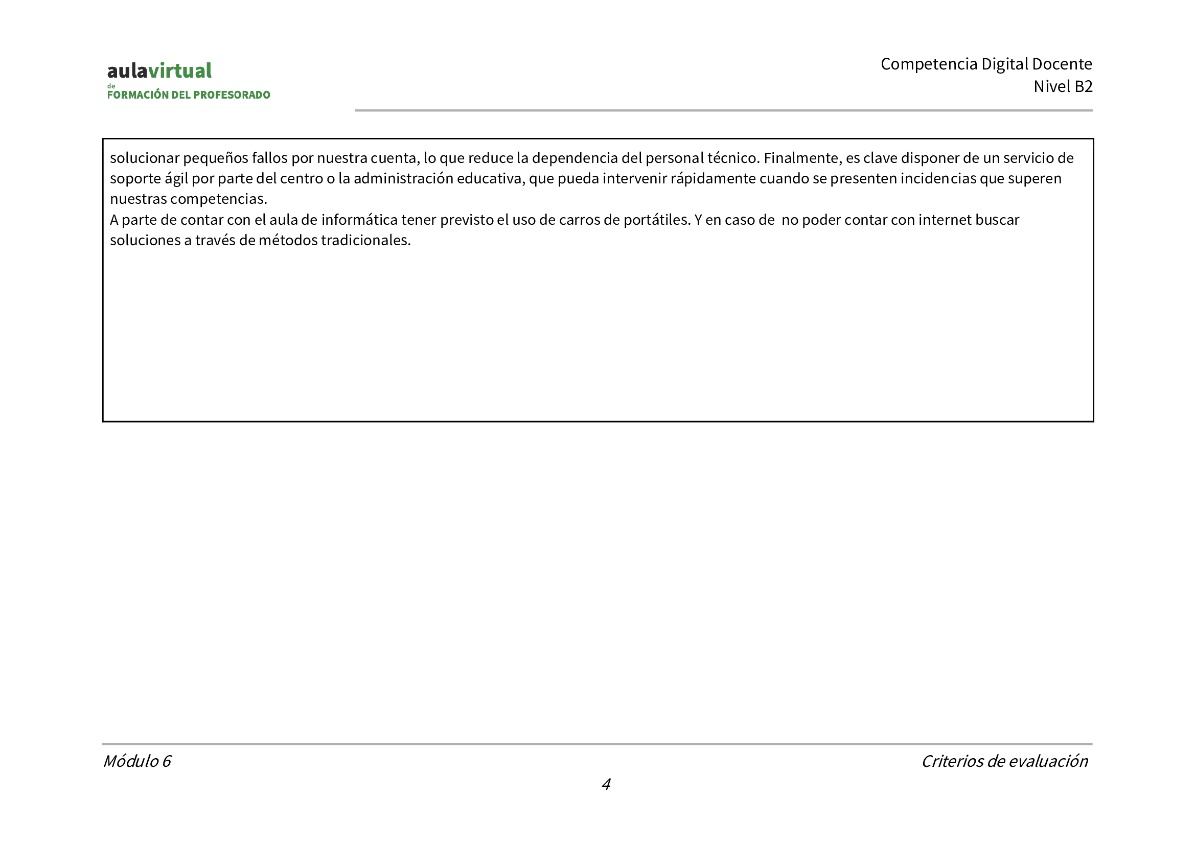 aulavirtual
de
FORMACIÓN DEL PROFESORADO
Competencia Digital Docente
Nivel B2
solucionar pequeños fallos por nuestra cuenta, lo que reduce la dependencia del personal técnico. Finalmente, es clave disponer de un servicio de
soporte ágil por parte del centro o la administración educativa, que pueda intervenir rápidamente cuando se presenten incidencias que superen
nuestras competencias.
A parte de contar con el aula de informática tener previsto el uso de carros de portátiles. Y en caso de  no poder contar con internet buscar
soluciones a través de métodos tradicionales.
Módulo 6
Criterios de evaluación
4